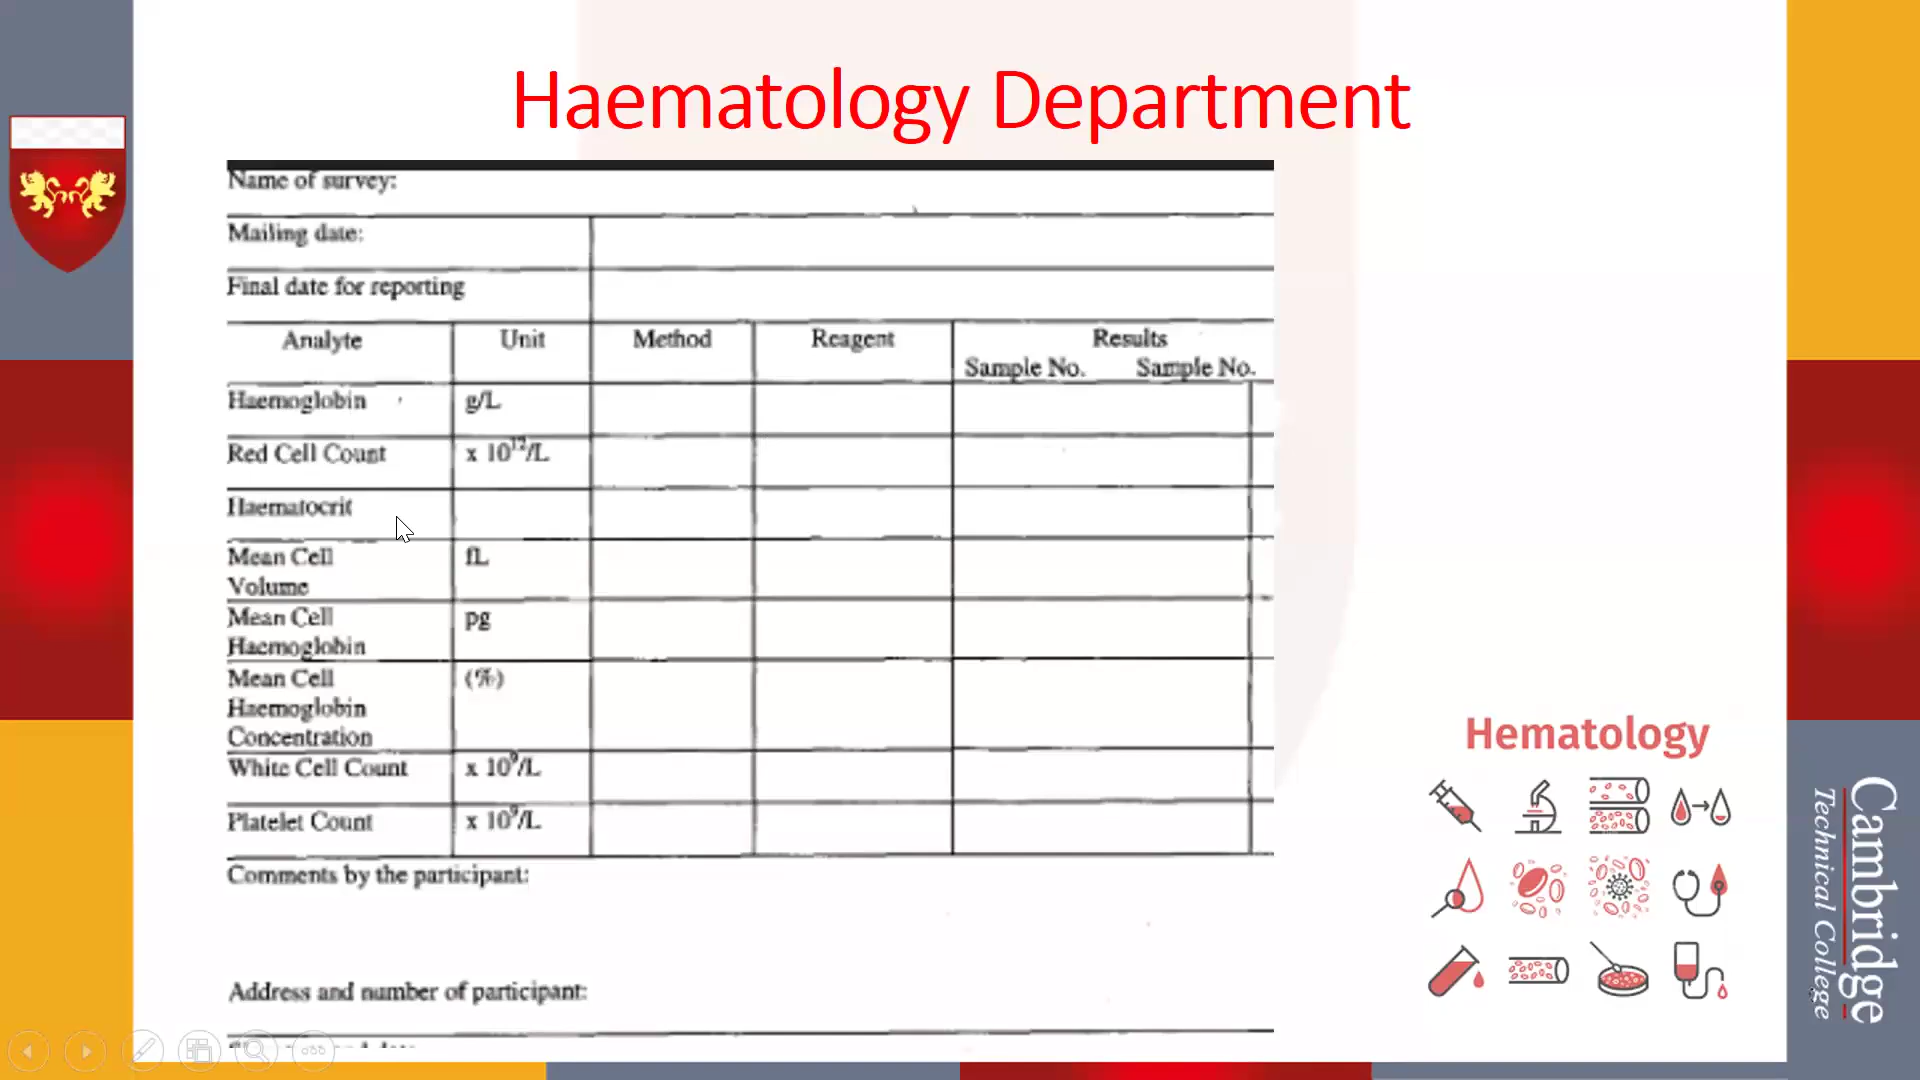 Haematology Department
Name of survey:
Mailing date:
Final date for reporting
Analyte Unit Method Reagent Results
Sample No. Sample No.
Haemoglobin g/L
Red Cell Count x 10¹²/L
Haematocrit
Mean Cell fL
Volume
Mean Cell pg
Haemoglobin
Mean Cell (%)
Haemoglobin
Concentration
White Cell Count x 10⁹/L
Platelet Count x 10⁹/L
Comments by the participant:
Address and number of participant:
Hematology
Cambridge
Technical College